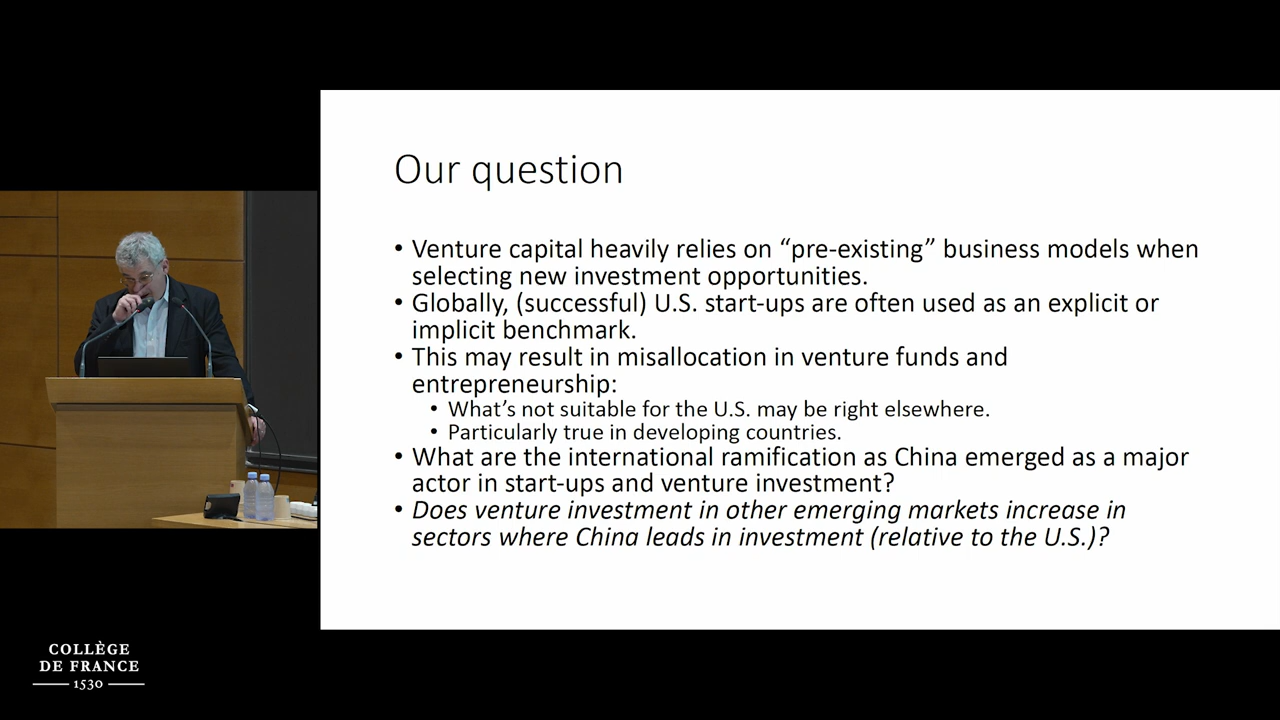 Our question
• Venture capital heavily relies on “pre-existing” business models when
selecting new investment opportunities.
• Globally, (successful) U.S. start-ups are often used as an explicit or
implicit benchmark.
• This may result in misallocation in venture funds and
entrepreneurship:
• What’s not suitable for the U.S. may be right elsewhere.
• Particularly true in developing countries.
• What are the international ramification as China emerged as a major
actor in start-ups and venture investment?
• Does venture investment in other emerging markets increase in
sectors where China leads in investment (relative to the U.S.)?
COLLÈGE
DE FRANCE
1530